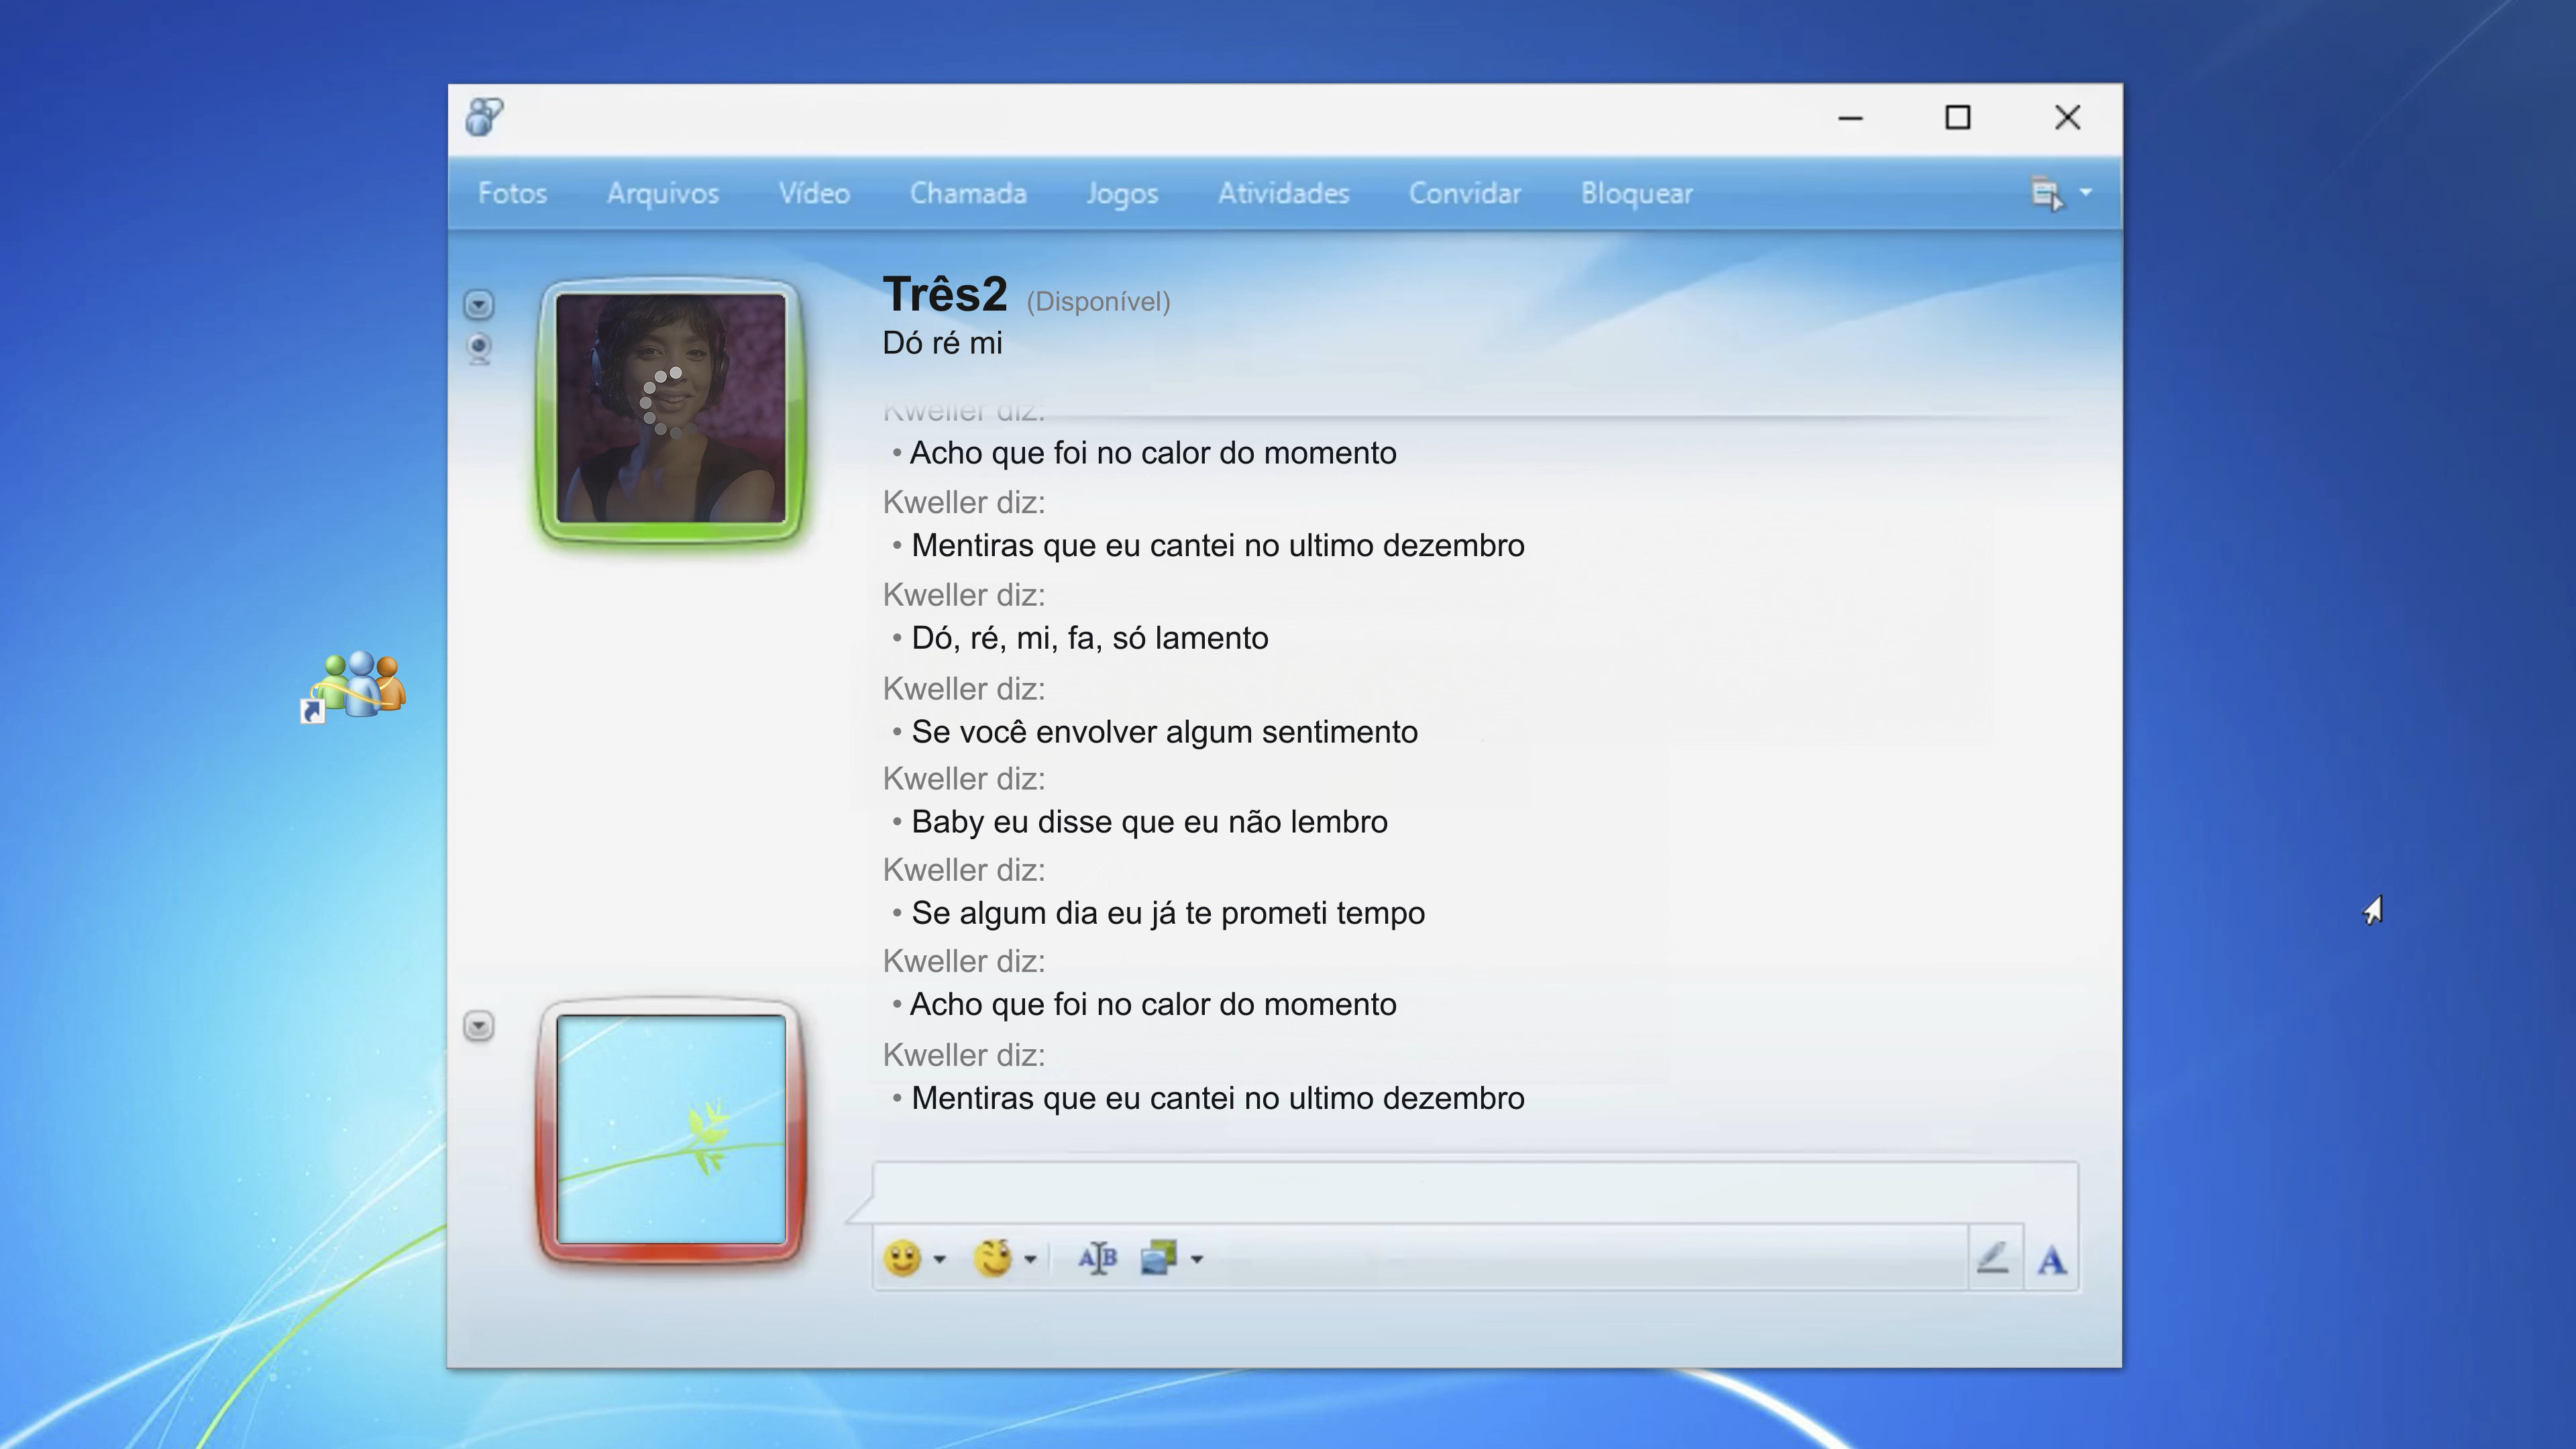 Fotos Arquivos Vídeo Chamada Jogos Atividades Convidar Bloquear
Três2 (Disponível)
Dó ré mi
Kweller diz:
• Acho que foi no calor do momento
Kweller diz:
• Mentiras que eu cantei no ultimo dezembro
Kweller diz:
• Dó, ré, mi, fa, só lamento
Kweller diz:
• Se você envolver algum sentimento
Kweller diz:
• Baby eu disse que eu não lembro
Kweller diz:
• Se algum dia eu já te prometi tempo
Kweller diz:
• Acho que foi no calor do momento
Kweller diz:
• Mentiras que eu cantei no ultimo dezembro
AB
A